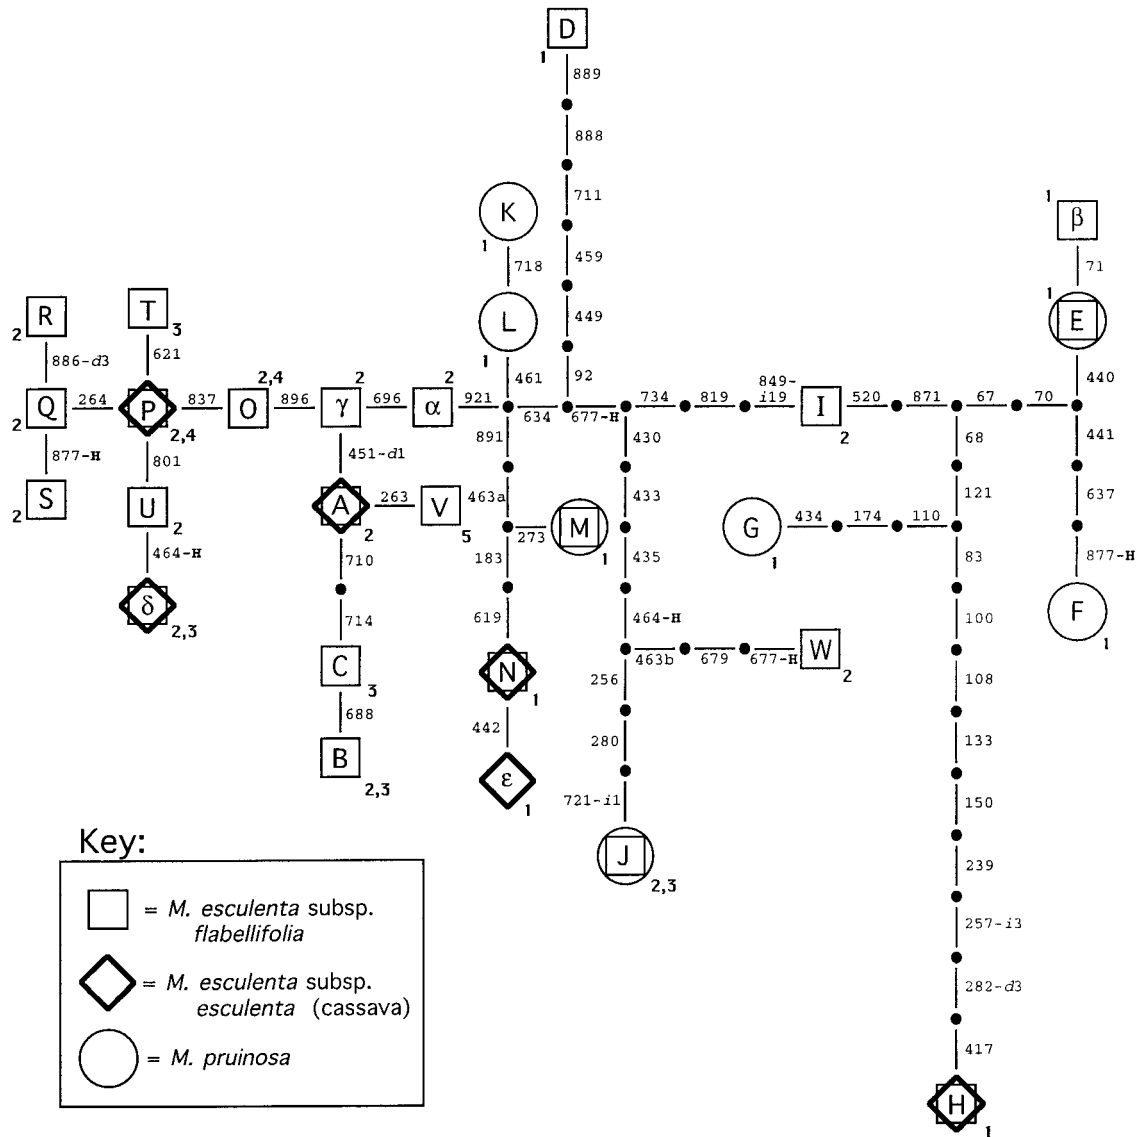 D
1
889
888
711
459
449
92
K
1
718
L
1
461
1
β
71
1
E
440
R
2
886-d3
T
3
621
Q
2
264
P
2,4
837
O
2,4
896
γ
2
696
α
2
921
634
677-H
734
819
849-
i19
I
2
520
871
67
70
877-H
S
2
801
U
2
464-H
δ
2,3
451-d1
A
2
263
V
5
710
714
C
3
688
B
2,3
891
463a
273
M
1
183
619
N
1
442
ε
1
430
433
435
464-H
463b
679
677-H
W
2
256
280
721-i1
J
2,3
68
121
G
1
434
174
110
83
100
108
133
150
239
257-i3
282-d3
417
H
1
441
637
877-H
F
1
Key:
= M. esculenta subsp.
flabellifolia
= M. esculenta subsp.
esculenta (cassava)
= M. pruinosa